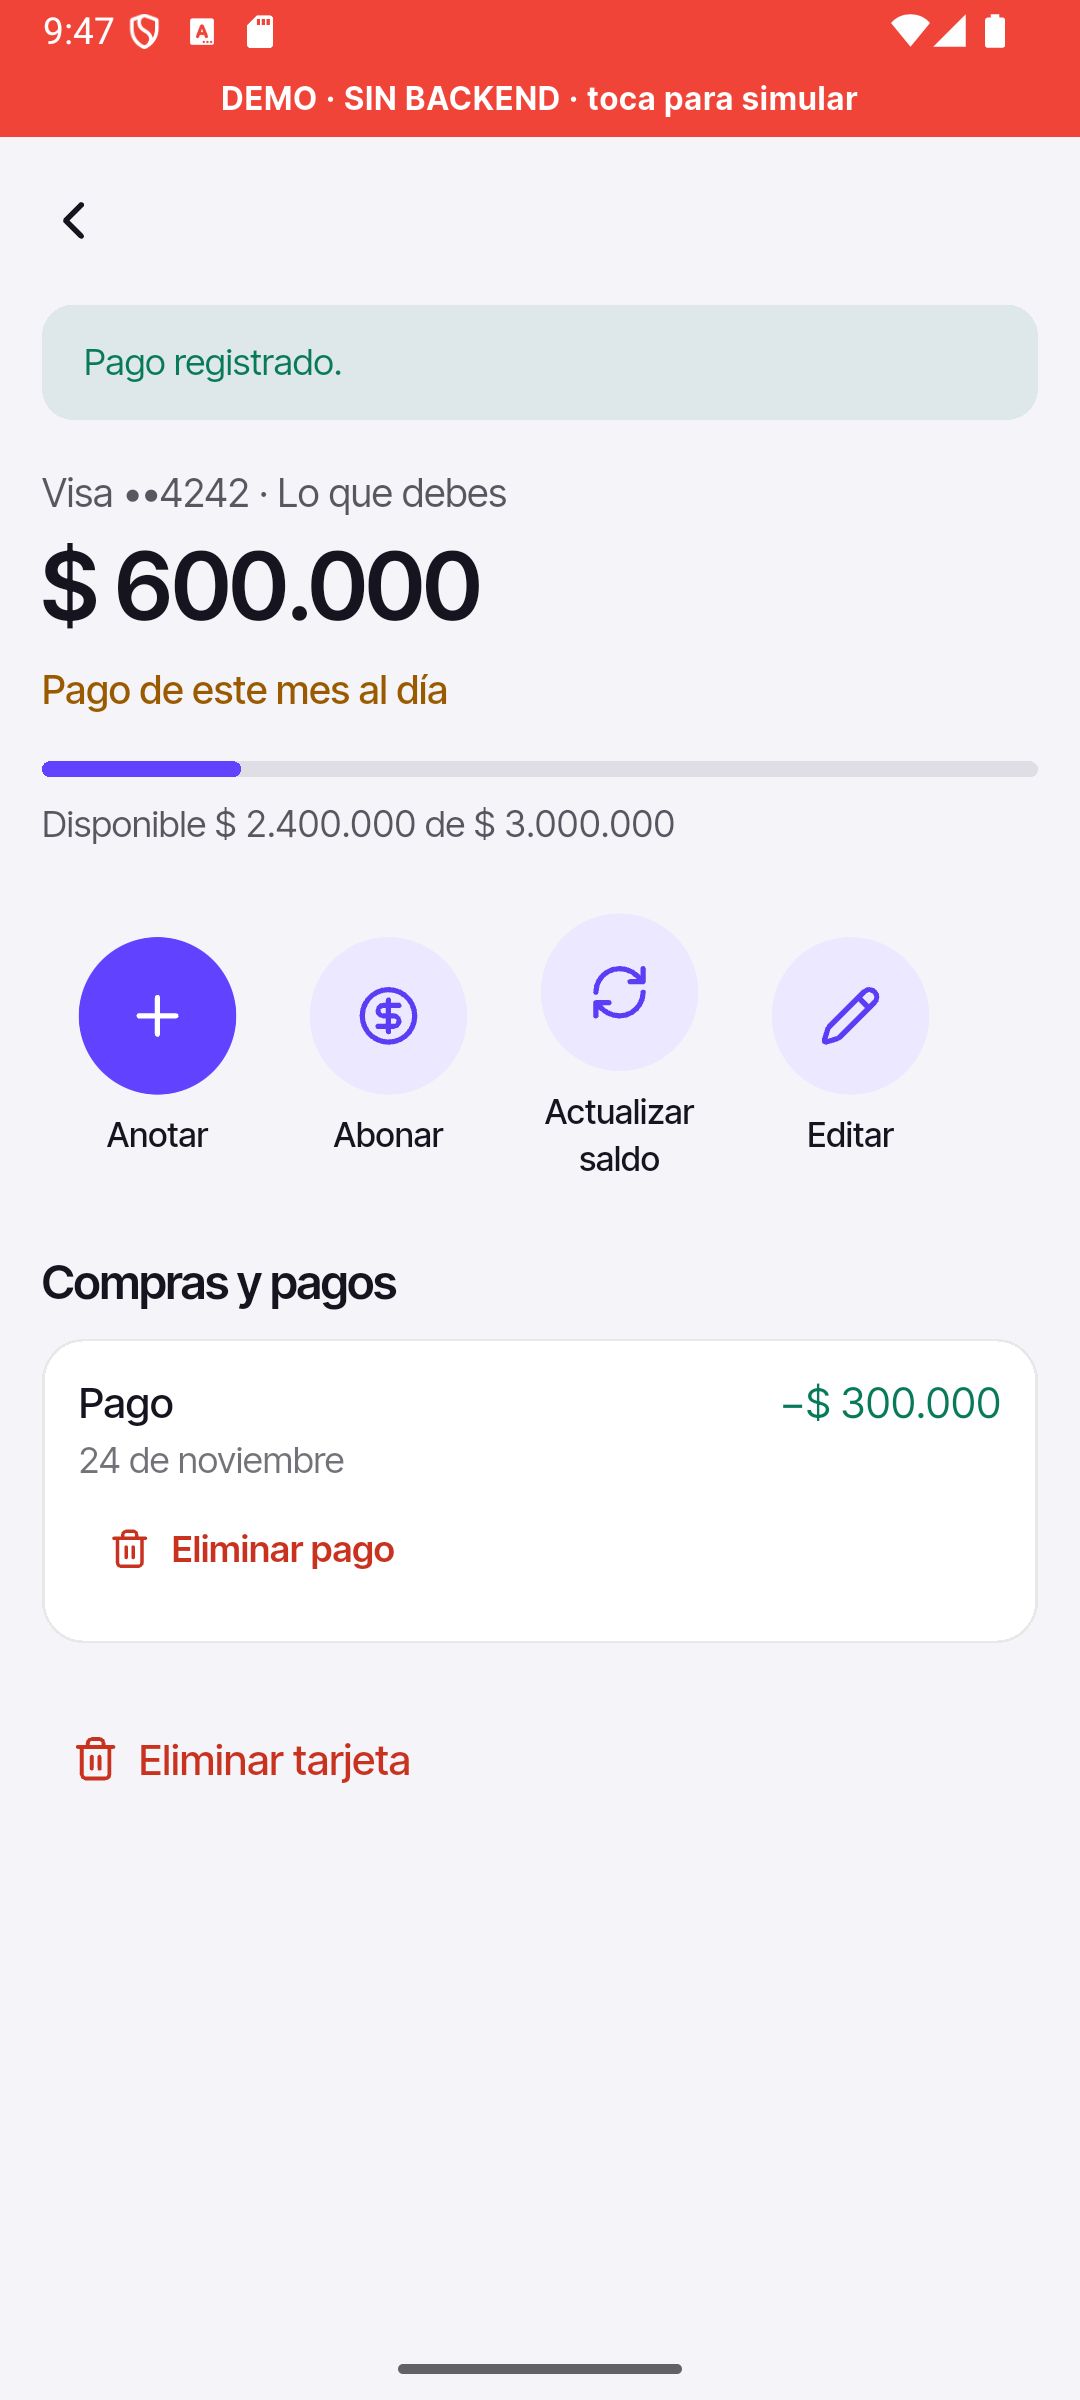 9:47
DEMO · SIN BACKEND · toca para simular
Pago registrado.
Visa ••4242 · Lo que debes
$ 600.000
Pago de este mes al día
Disponible $ 2.400.000 de $ 3.000.000
Anotar
Abonar
Actualizar
saldo
Editar
Compras y pagos
Pago
–$ 300.000
24 de noviembre
Eliminar pago
Eliminar tarjeta